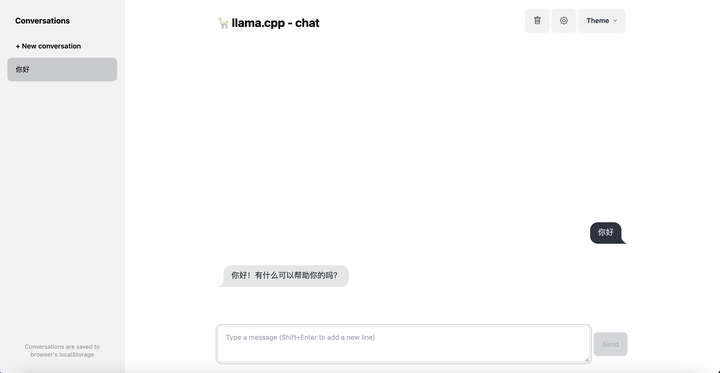 Conversations
+ New conversation
你好
Conversations are saved to
browser's localStorage
🦙 llama.cpp - chat
Theme
你好
你好！有什么可以帮助你的吗？
Type a message (Shift+Enter to add a new line)
Send